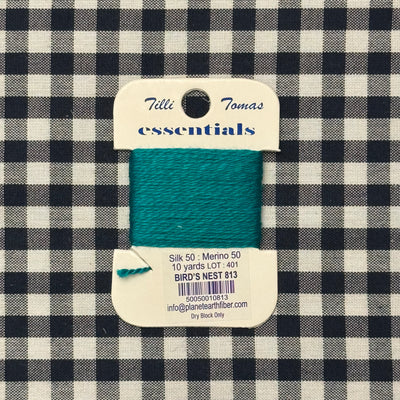 Tilli Tomas
essentials
Silk 50 : Merino 50
10 yards LOT : 401
BIRD'S NEST 813
50050010813
info@planetearthfiber.com
Dry Block Only